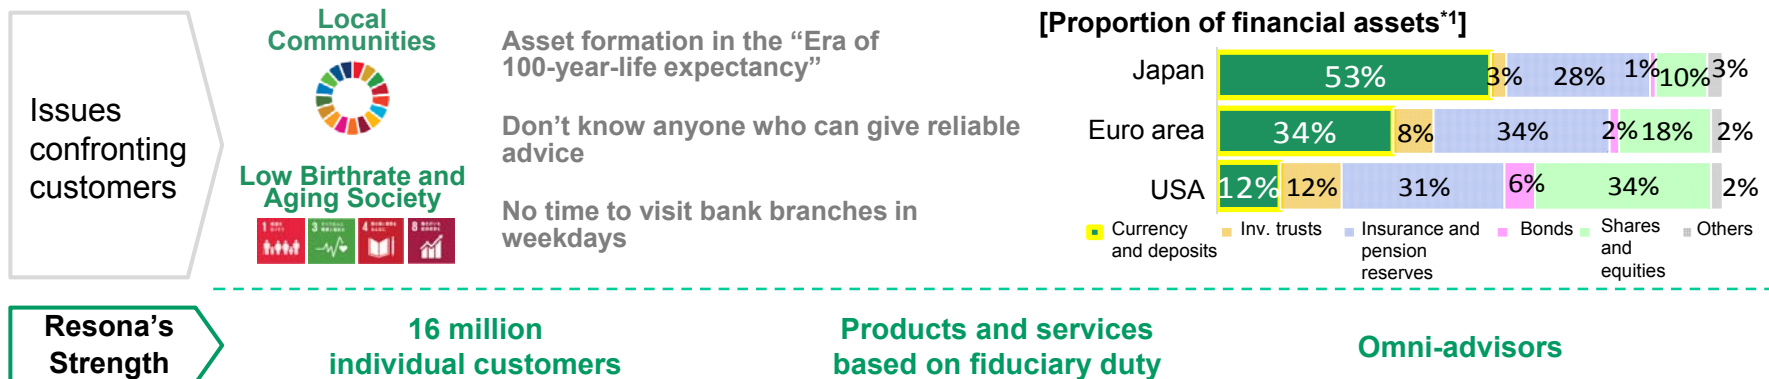 Issues
confronting
customers
Local
Communities
Low Birthrate and
Aging Society
1
3
4
8
Asset formation in the “Era of
100-year-life expectancy”
Don’t know anyone who can give reliable
advice
No time to visit bank branches in
weekdays
[Proportion of financial assets*1]
Japan 53% 3% 28% 1% 10% 3%
Euro area 34% 8% 34% 2% 18% 2%
USA 12% 12% 31% 6% 34% 2%
Currency
and deposits
Inv. trusts
Insurance and
pension
reserves
Bonds
Shares
and
equities
Others
Resona’s
Strength
16 million
individual customers
Products and services
based on fiduciary duty
Omni-advisors